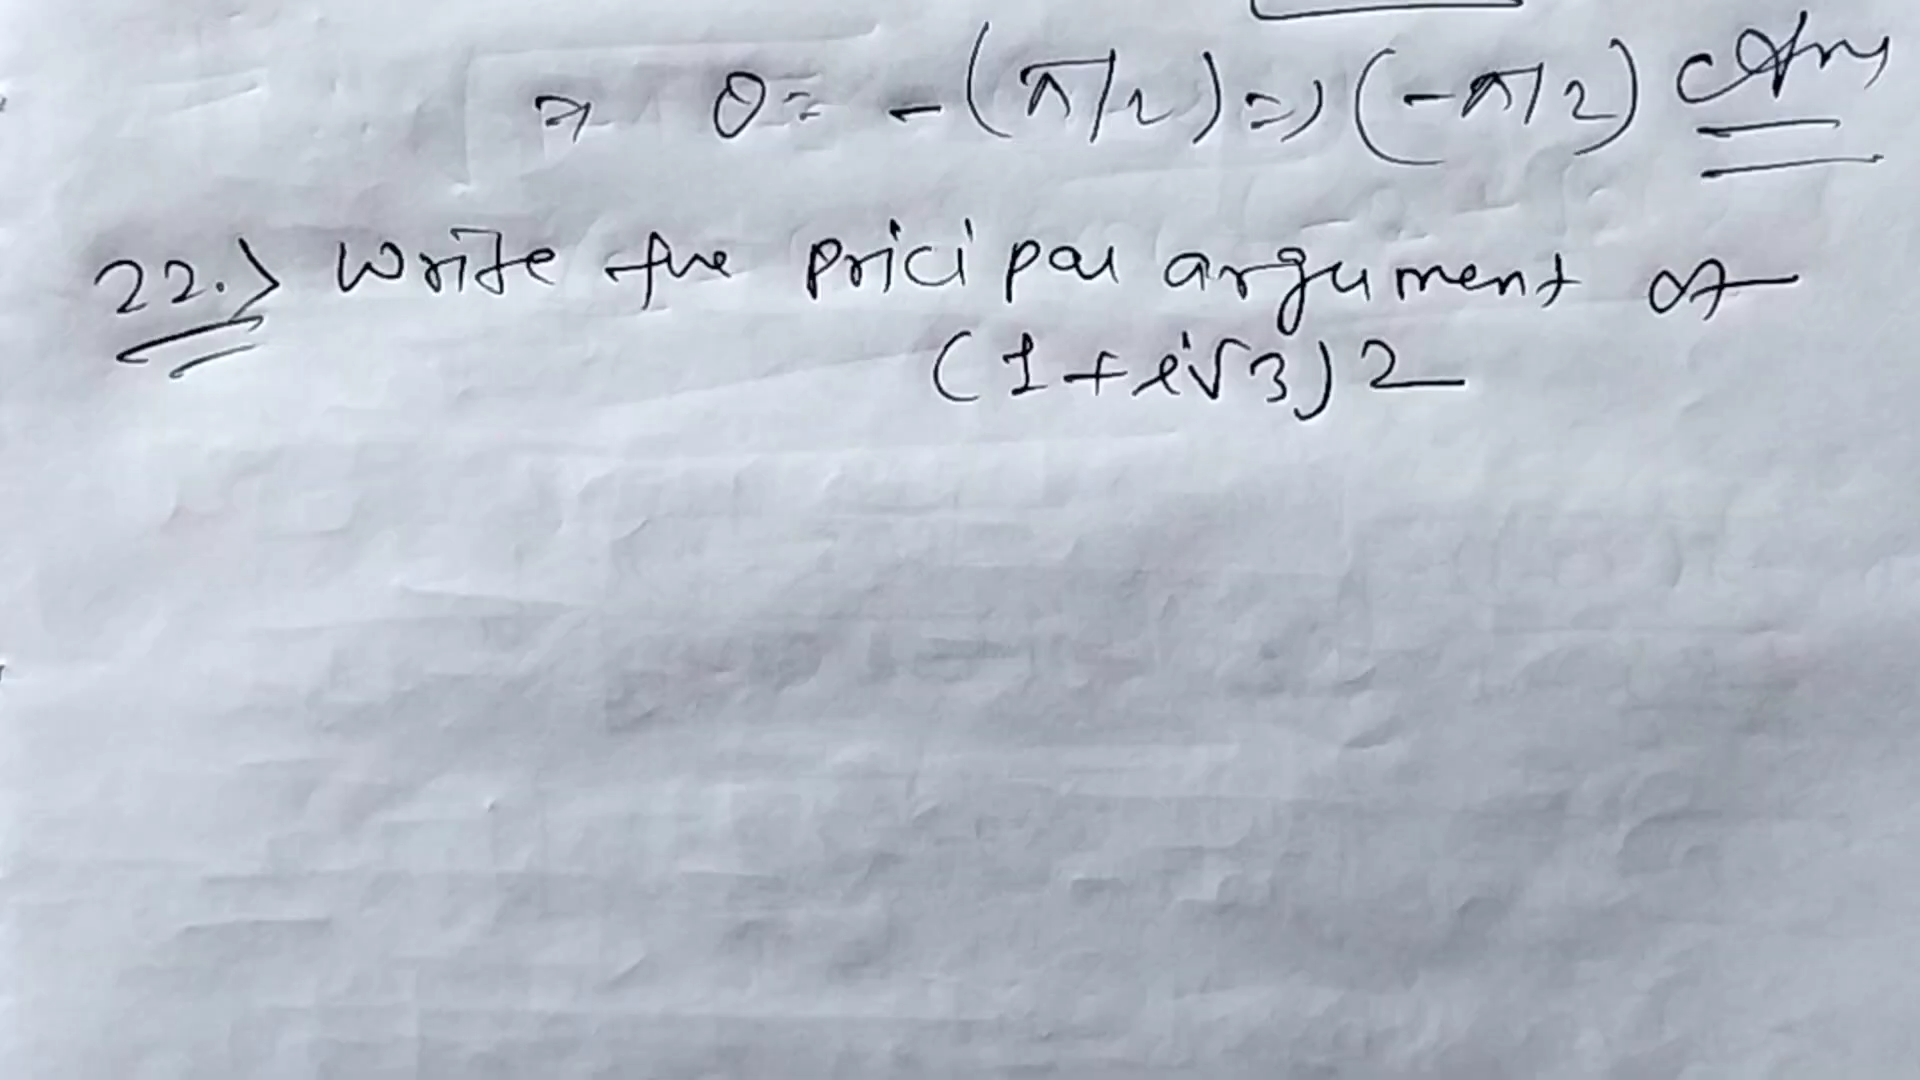 ⇒ θ = -(π/2) ⇒ (-π/2) Ans
22.> Write the pricipal argument of
(1+i√3)2